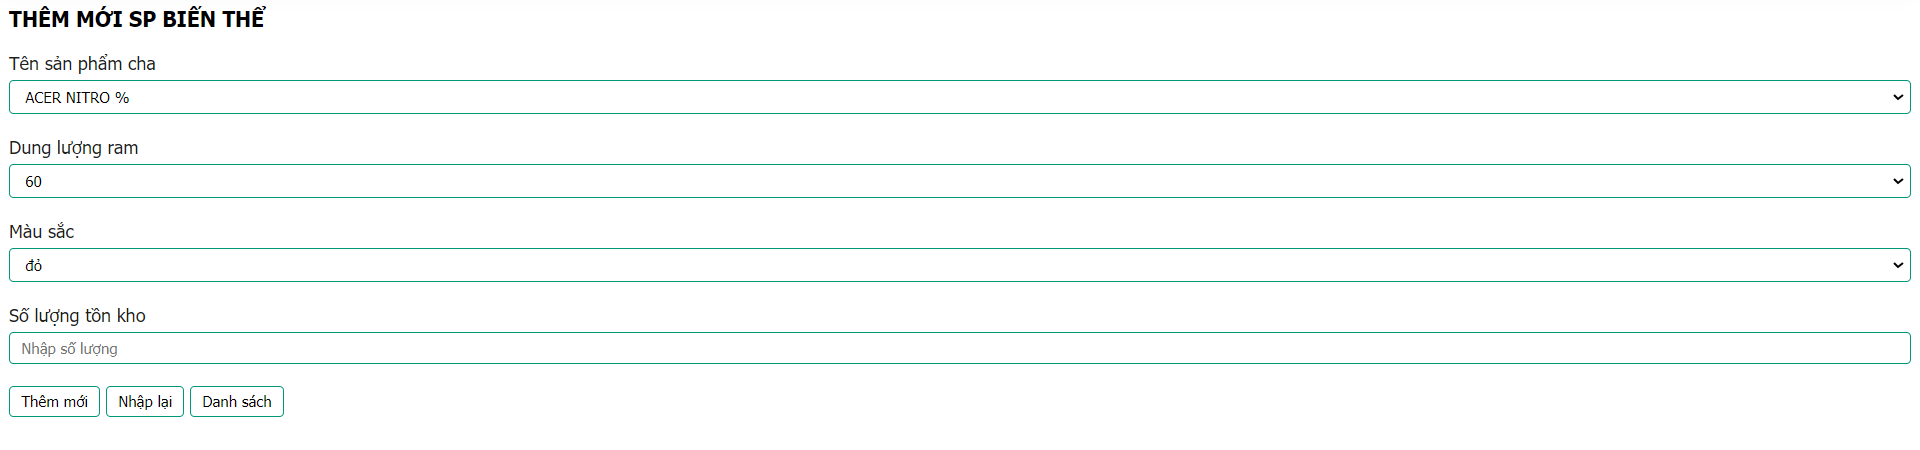 THÊM MỚI SP BIẾN THỂ
Tên sản phẩm cha
ACER NITRO %
Dung lượng ram
60
Màu sắc
đỏ
Số lượng tồn kho
Nhập số lượng
Thêm mới Nhập lại Danh sách